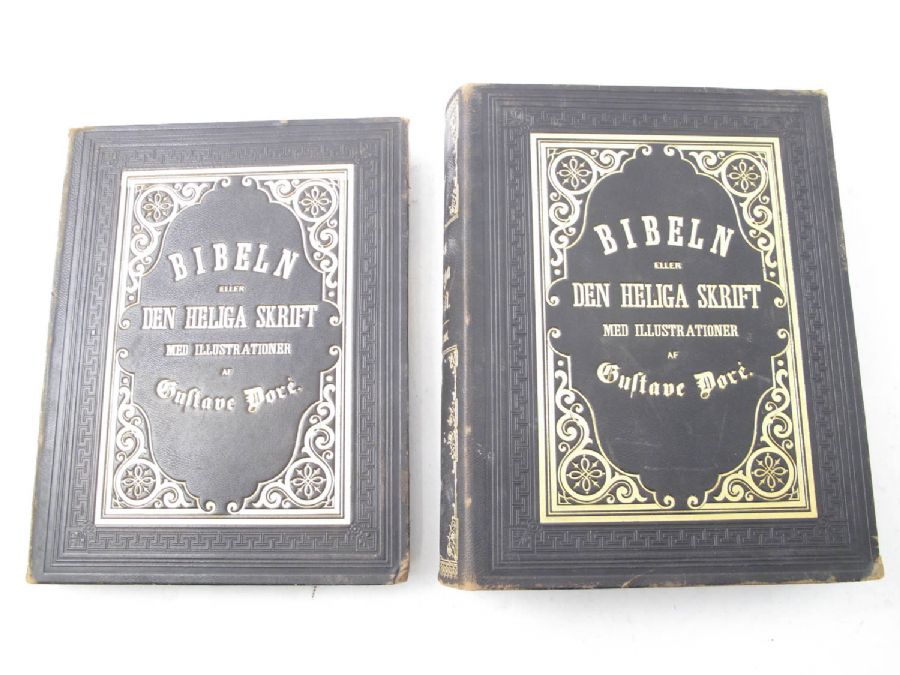 BIBELN
ELLER
DEN HELIGA SKRIFT
MED ILLUSTRATIONER
AF
Gustave Doré.
BIBELN
ELLER
DEN HELIGA SKRIFT
MED ILLUSTRATIONER
AF
Gustave Doré.